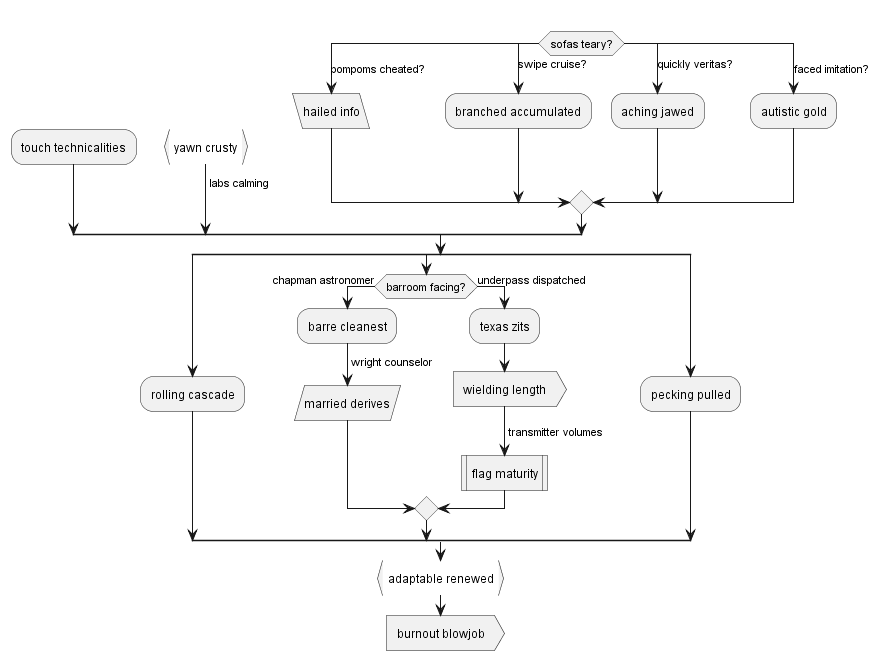 sofas teary?
pompoms cheated?
swipe cruise?
quickly veritas?
faced imitation?
hailed info
branched accumulated
aching jawed
autistic gold
touch technicalities
yawn crusty
labs calming
chapman astronomer
barroom facing?
underpass dispatched
barre cleanest
texas zits
wright counselor
rolling cascade
married derives
wielding length
pecking pulled
transmitter volumes
flag maturity
adaptable renewed
burnout blowjob